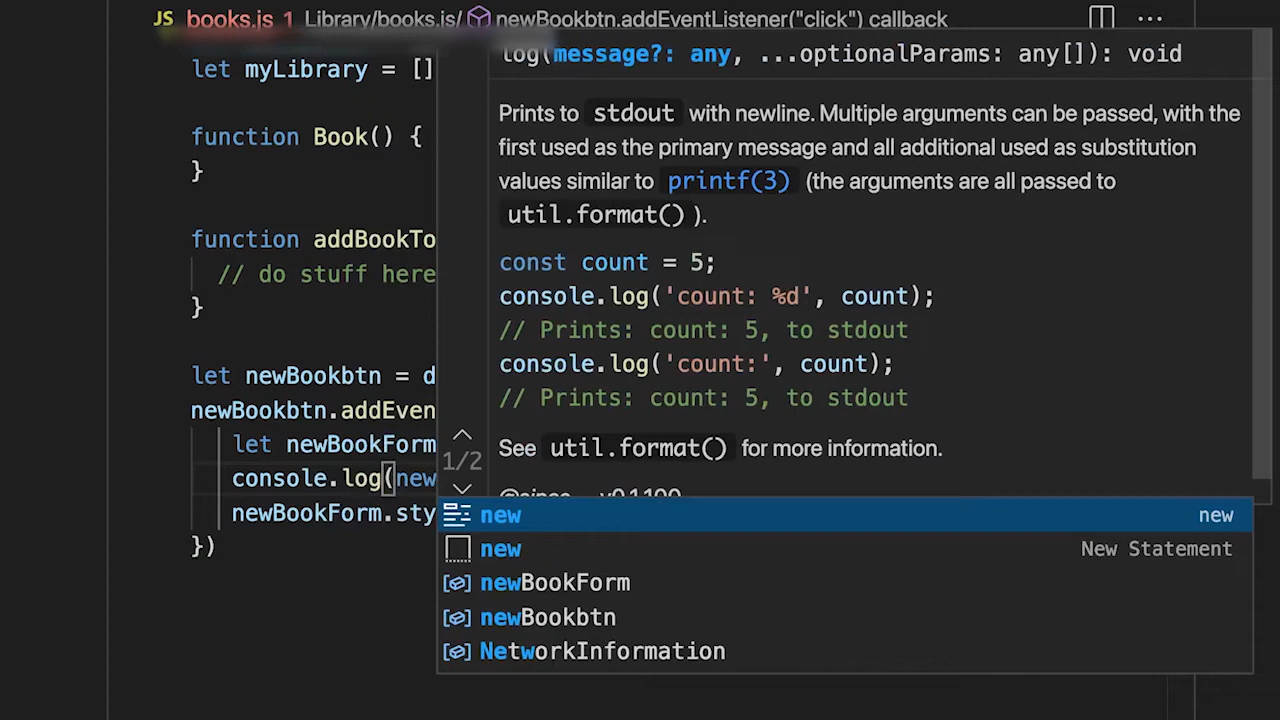 JS books.js 1 Library/books.js/ newBookbtn.addEventListener("click") callback
let myLibrary = []
function Book() {
}
function addBookTo
// do stuff here
}
let newBookbtn = d
newBookbtn.addEven
let newBookForm
console.log(new
newBookForm.sty
})
log(message?: any, ...optionalParams: any[]): void
Prints to stdout with newline. Multiple arguments can be passed, with the
first used as the primary message and all additional used as substitution
values similar to printf(3) (the arguments are all passed to
util.format() ).
const count = 5;
console.log('count: %d', count);
// Prints: count: 5, to stdout
console.log('count:', count);
// Prints: count: 5, to stdout
See util.format() for more information.
1/2
@since — v0.1.100
new new
new New Statement
newBookForm
newBookbtn
NetworkInformation